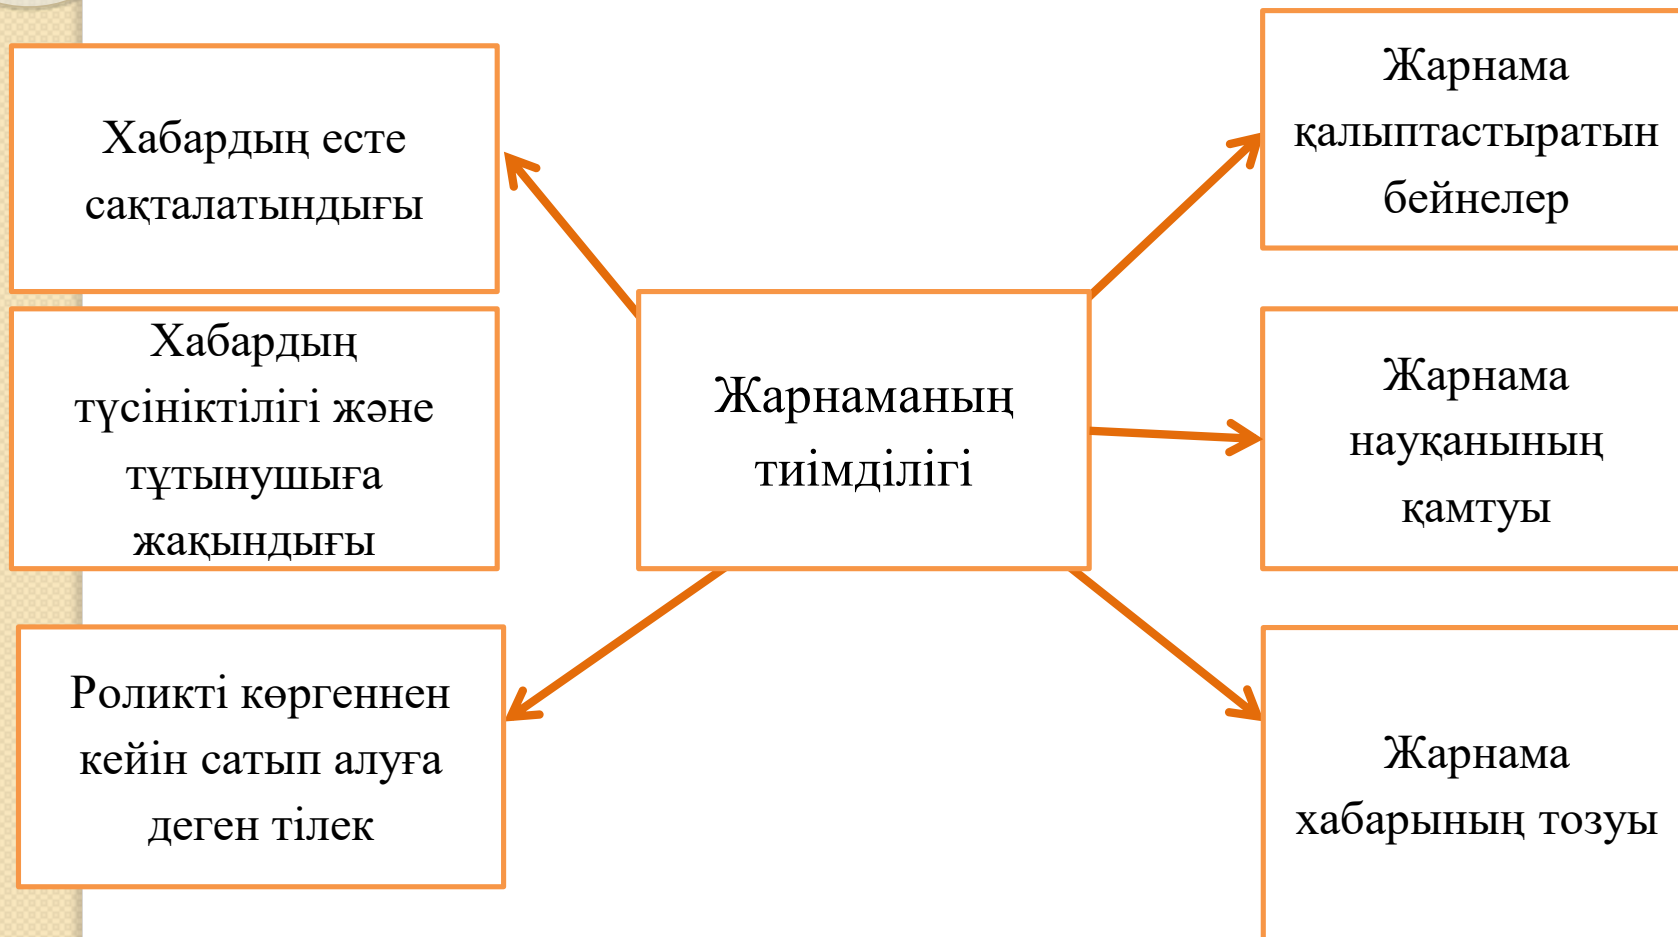 Хабардың есте
сақталатындығы
Хабардың
түсініктілігі және
тұтынушыға
жақындығы
Роликті көргеннен
кейін сатып алуға
деген тілек
Жарнаманың
тиімділігі
Жарнама
қалыптастыратын
бейнелер
Жарнама
науқанының
қамтуы
Жарнама
хабарының тозуы